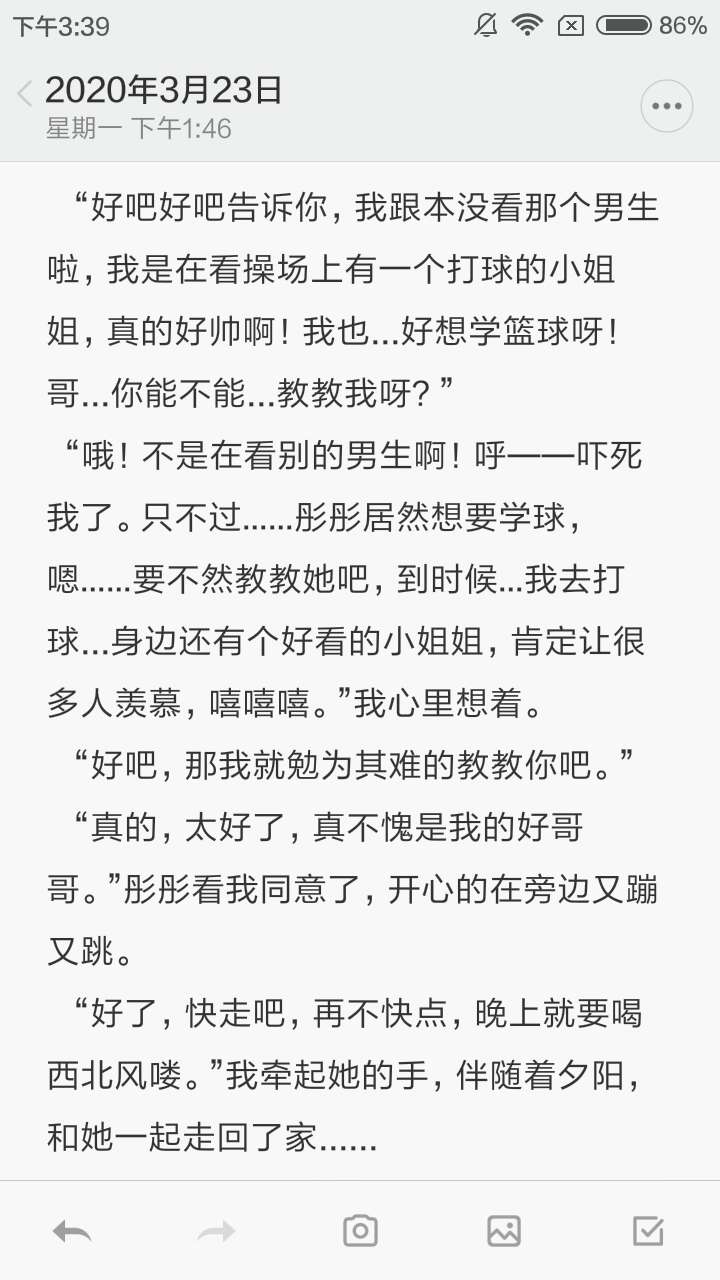 下午3:39
86%
2020年3月23日
星期一 下午1:46
“好吧好吧告诉你，我跟本没看那个男生
啦，我是在看操场上有一个打球的小姐
姐，真的好帅啊！我也...好想学篮球呀！
哥...你能不能...教教我呀？”
“哦！不是在看别的男生啊！呼——吓死
我了。只不过......彤彤居然想要学球，
嗯......要不然教教她吧，到时候...我去打
球...身边还有个好看的小姐姐，肯定让很
多人羡慕，嘻嘻嘻。”我心里想着。
“好吧，那我就勉为其难的教教你吧。”
“真的，太好了，真不愧是我的好哥
哥。”彤彤看我同意了，开心的在旁边又蹦
又跳。
“好了，快走吧，再不快点，晚上就要喝
西北风喽。”我牵起她的手，伴随着夕阳，
和她一起走回了家......